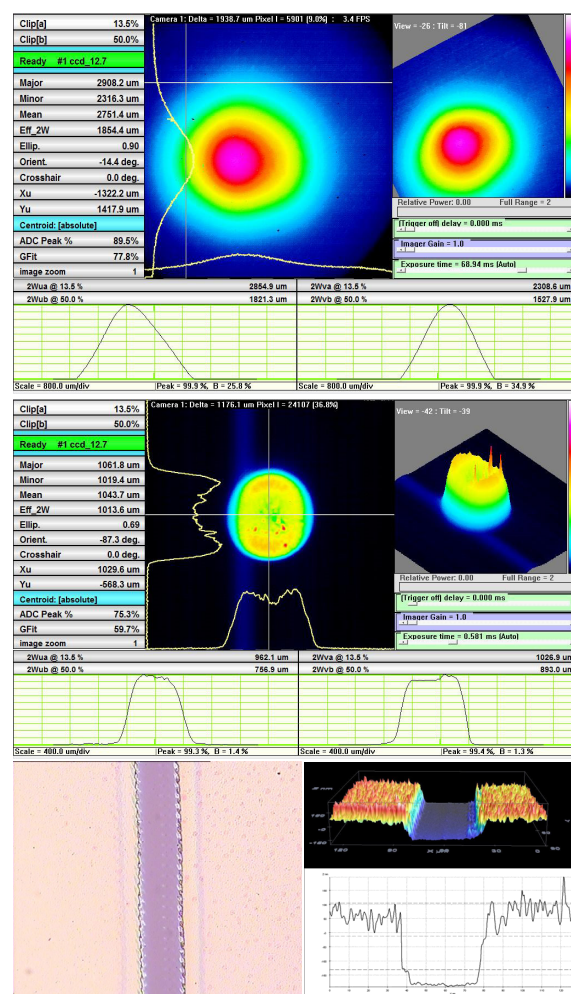 Clip[a] 13.5%
Clip[b] 50.0%
Ready #1 ccd_12.7
Major 2908.2 um
Minor 2316.3 um
Mean 2751.4 um
Eff_2W 1854.4 um
Ellip. 0.90
Orient. -14.4 deg.
Crosshair 0.0 deg.
Xu -1322.2 um
Yu 1417.9 um
Centroid: [absolute]
ADC Peak % 89.5%
GFit 77.8%
image zoom 1
Camera 1: Delta = 1938.7 um Pixel I = 5901 (9.0%) : 3.4 FPS
View = -26 : Tilt = -81
Relative Power: 0.00 Full Range = 2
[Trigger off] delay = 0.000 ms
Imager Gain = 1.0
Exposure time = 68.94 ms (Auto)
2Wua @ 13.5 % 2854.9 um 2Wva @ 13.5 % 2308.6 um
2Wub @ 50.0 % 1821.3 um 2Wvb @ 50.0 % 1527.9 um
Scale = 800.0 um/div Peak = 99.9 %, B = 25.8 % Scale = 800.0 um/div Peak = 99.9 %, B = 34.9 %
Clip[a] 13.5%
Clip[b] 50.0%
Ready #1 ccd_12.7
Major 1061.8 um
Minor 1019.4 um
Mean 1043.7 um
Eff_2W 1013.6 um
Ellip. 0.69
Orient. -87.3 deg.
Crosshair 0.0 deg.
Xu 1029.6 um
Yu -568.3 um
Centroid: [absolute]
ADC Peak % 75.3%
GFit 59.7%
image zoom 1
Camera 1: Delta = 1176.1 um Pixel I = 24107 (36.8%)
View = -42 : Tilt = -39
Relative Power: 0.00 Full Range = 2
[Trigger off] delay = 0.000 ms
Imager Gain = 1.0
Exposure time = 0.581 ms (Auto)
2Wua @ 13.5 % 962.1 um 2Wva @ 13.5 % 1026.9 um
2Wub @ 50.0 % 756.9 um 2Wvb @ 50.0 % 893.0 um
Scale = 400.0 um/div Peak = 99.3 %, B = 1.4 % Scale = 400.0 um/div Peak = 99.4 %, B = 1.3 %